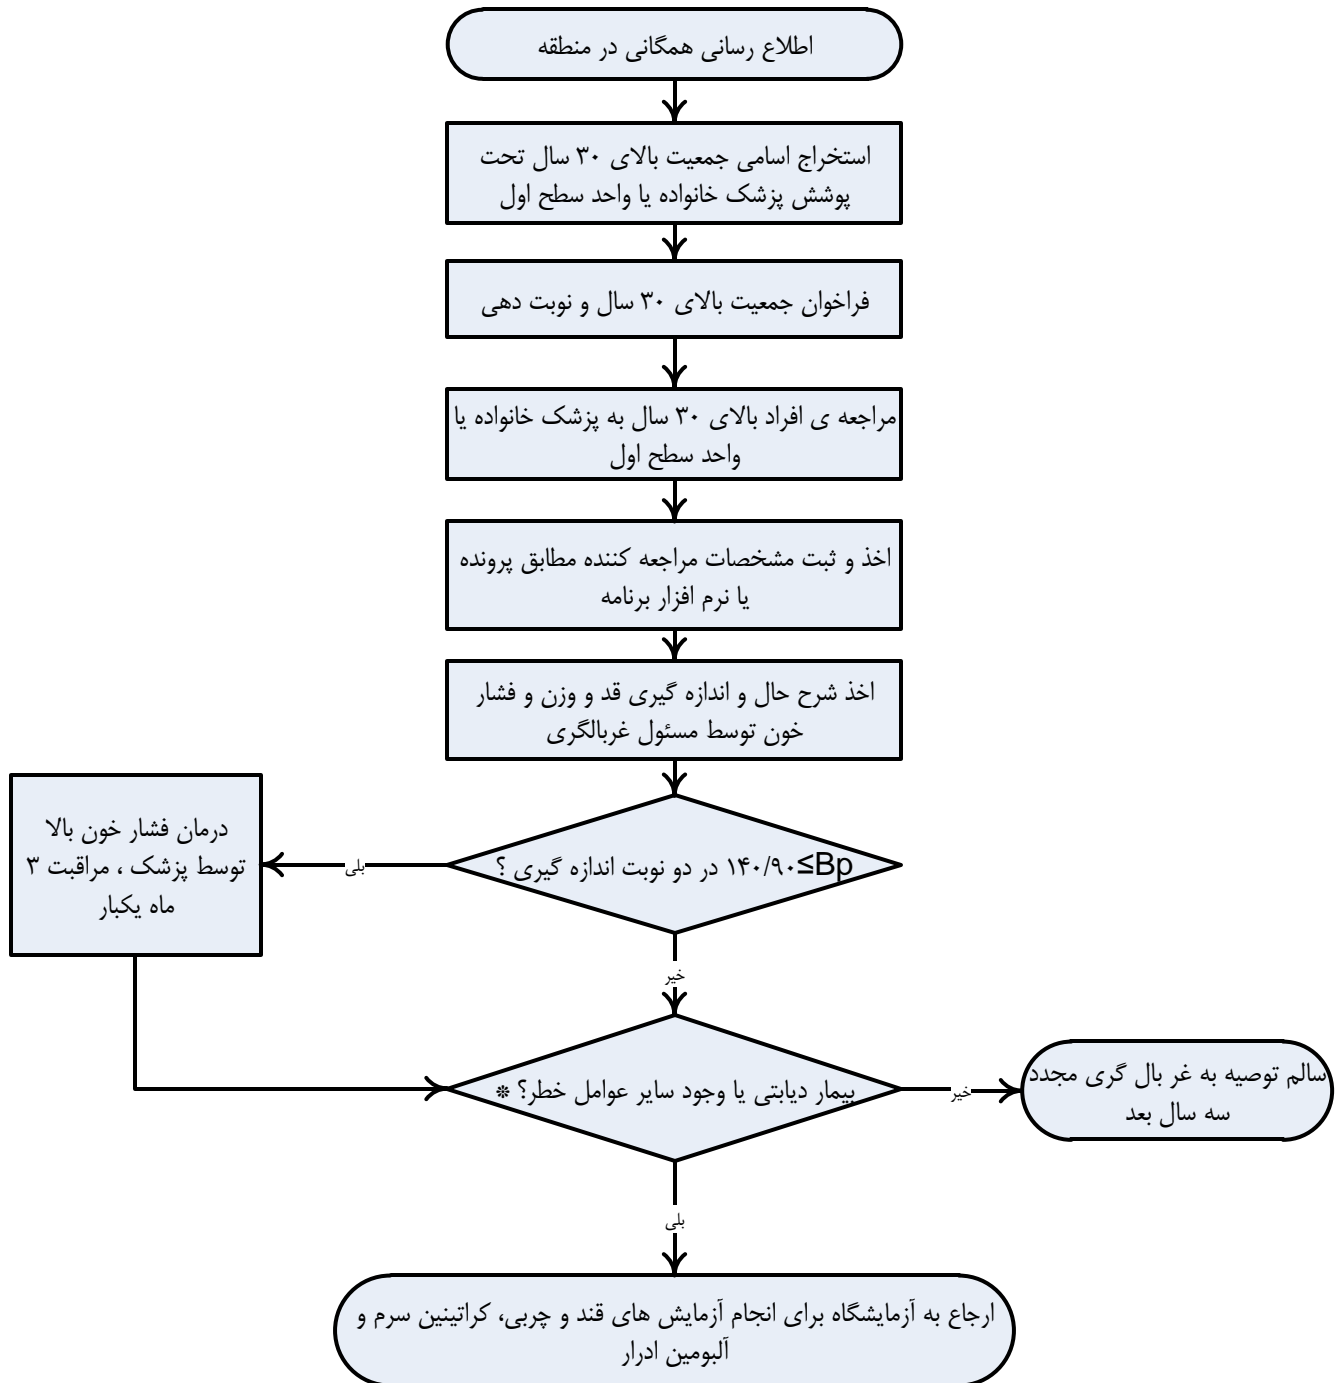 اطلاع رسانی همگانی در منطقه
استخراج اسامی جمعیت بالای ۳۰ سال تحت
پوشش پزشک خانواده یا واحد سطح اول
فراخوان جمعیت بالای ۳۰ سال و نوبت دهی
مراجعه ی افراد بالای ۳۰ سال به پزشک خانواده یا
واحد سطح اول
اخذ و ثبت مشخصات مراجعه کننده مطابق پرونده
یا نرم افزار برنامه
اخذ شرح حال و اندازه گیری قد و وزن و فشار
خون توسط مسئول غربالگری
Bp≥۱۴۰/۹۰ در دو نوبت اندازه گیری ؟
بلی
درمان فشار خون بالا
توسط پزشک ، مراقبت ۳
ماه یکبار
خیر
بیمار دیابتی یا وجود سایر عوامل خطر؟ *
خیر
سالم توصیه به غر بال گری مجدد
سه سال بعد
بلی
ارجاع به آزمایشگاه برای انجام آزمایش های قند و چربی، کراتینین سرم و
آلبومین ادرار